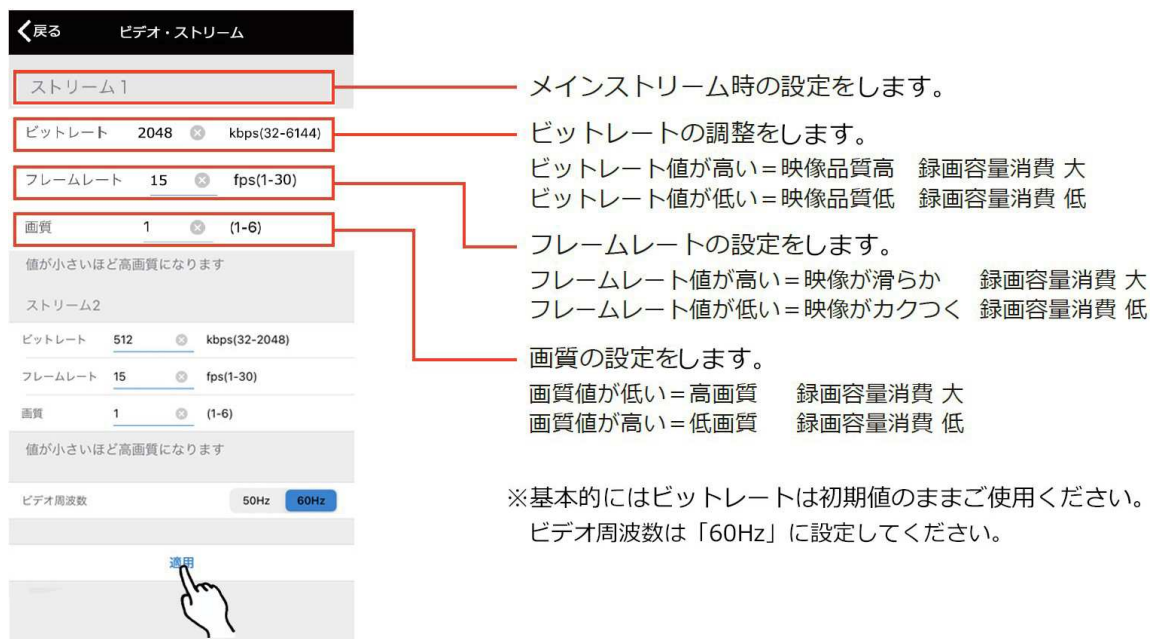 戻る ビデオ・ストリーム
ストリーム1
ビットレート 2048 kbps(32-6144)
フレームレート 15 fps(1-30)
画質 1 (1-6)
値が小さいほど高画質になります
ストリーム2
ビットレート 512 kbps(32-2048)
フレームレート 15 fps(1-30)
画質 1 (1-6)
値が小さいほど高画質になります
ビデオ周波数 50Hz 60Hz
適用
メインストリーム時の設定をします。
ビットレートの調整をします。
ビットレート値が高い＝映像品質高 録画容量消費 大
ビットレート値が低い＝映像品質低 録画容量消費 低
フレームレートの設定をします。
フレームレート値が高い＝映像が滑らか 録画容量消費 大
フレームレート値が低い＝映像がカクつく 録画容量消費 低
画質の設定をします。
画質値が低い＝高画質 録画容量消費 大
画質値が高い＝低画質 録画容量消費 低
※基本的にはビットレートは初期値のままご使用ください。
ビデオ周波数は「60Hz」に設定してください。